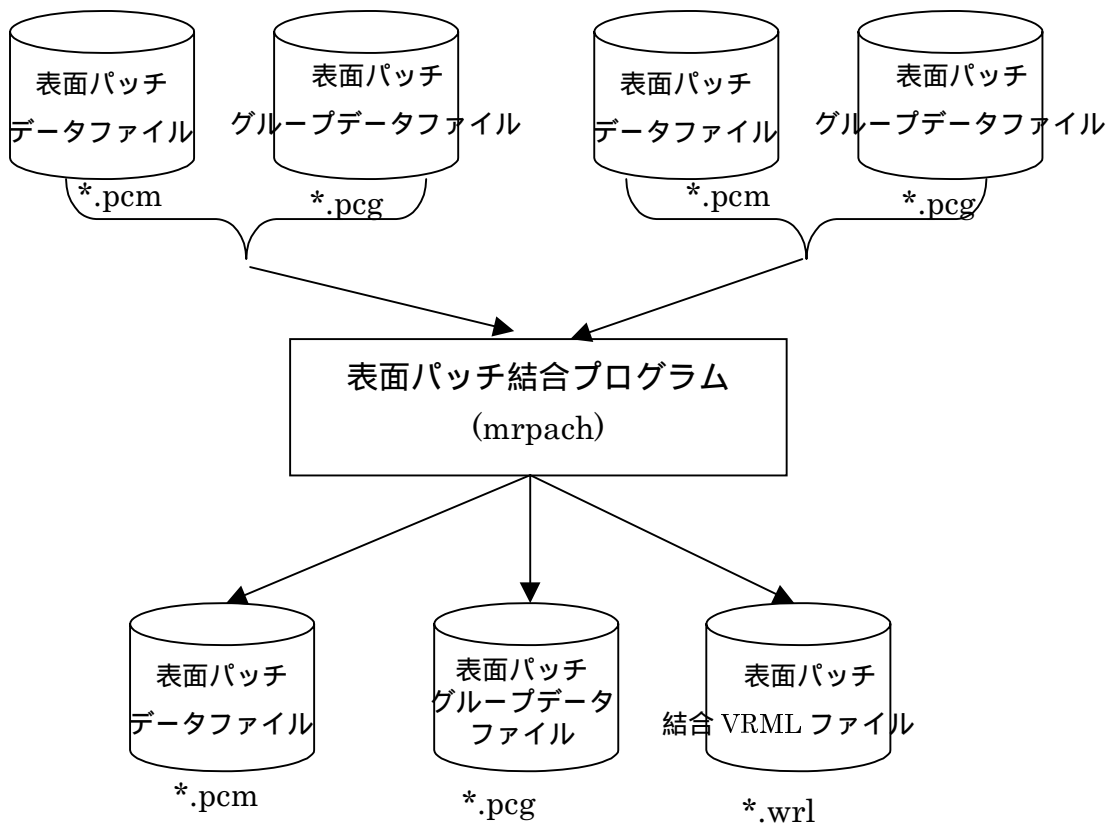 表面パッチ
データファイル
*.pcm
表面パッチ
グループデータファイル
*.pcg
表面パッチ
データファイル
*.pcm
表面パッチ
グループデータファイル
*.pcg
表面パッチ結合プログラム
(mrpach)
表面パッチ
データファイル
*.pcm
表面パッチ
グループデータ
ファイル
*.pcg
表面パッチ
結合 VRML ファイル
*.wrl